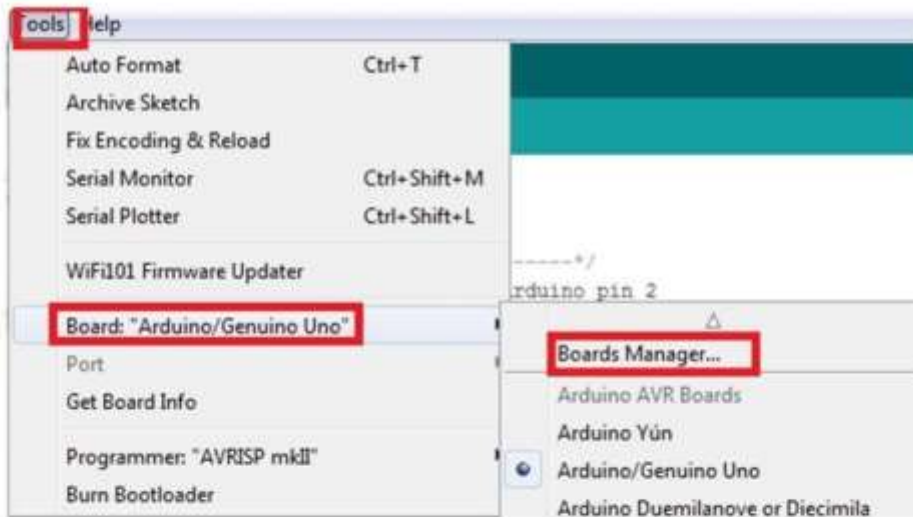 Tools Help
Auto Format Ctrl+T
Archive Sketch
Fix Encoding & Reload
Serial Monitor Ctrl+Shift+M
Serial Plotter Ctrl+Shift+L
WiFi101 Firmware Updater
-----*/
rduino pin 2
Board: "Arduino/Genuino Uno"
Boards Manager...
Port
Get Board Info
Arduino AVR Boards
Arduino Yún
Programmer: "AVRISP mkII"
Arduino/Genuino Uno
Burn Bootloader
Arduino Duemilanove or Diecimila